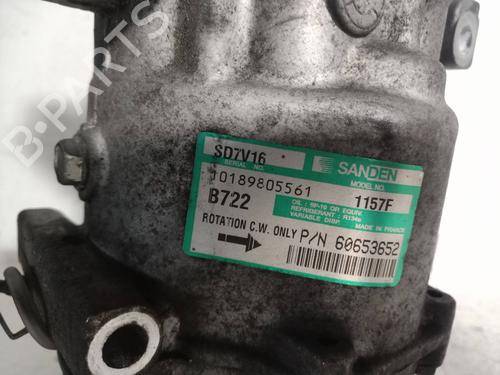 SD7V16
SANDEN
SERIAL NO.
MODEL NO.
10189805561
1157F
B722
OIL : SP-10 OR EQUIV.
REFRIGERANT : R134a
VARIABLE DISP.
MADE IN FRANCE
ROTATION C.W. ONLY
P/N 60653652
B-PARTS